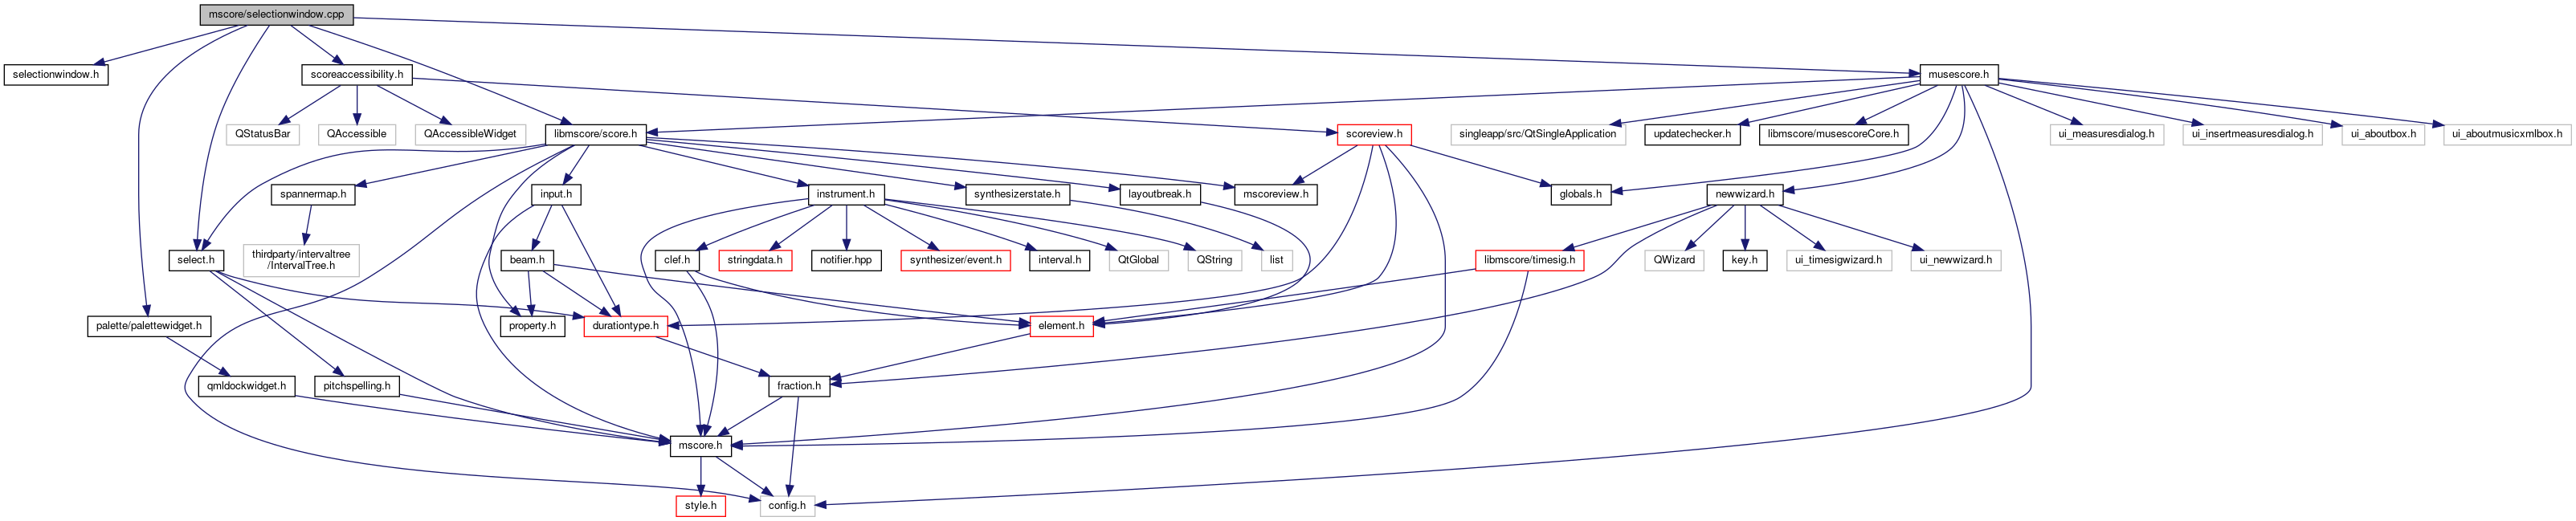 mscore/selectionwindow.cpp
selectionwindow.h
scoreaccessibility.h
musescore.h
QStatusBar
QAccessible
QAccessibleWidget
libmscore/score.h
scoreview.h
singleapp/src/QtSingleApplication
updatechecker.h
libmscore/musescoreCore.h
ui_measuresdialog.h
ui_insertmeasuresdialog.h
ui_aboutbox.h
ui_aboutmusicxmlbox.h
spannermap.h
input.h
instrument.h
synthesizerstate.h
layoutbreak.h
mscoreview.h
globals.h
newwizard.h
select.h
thirdparty/intervaltree
/IntervalTree.h
beam.h
clef.h
stringdata.h
notifier.hpp
synthesizer/event.h
interval.h
QtGlobal
QString
list
libmscore/timesig.h
QWizard
key.h
ui_timesigwizard.h
ui_newwizard.h
palette/palettewidget.h
property.h
durationtype.h
element.h
qmldockwidget.h
pitchspelling.h
fraction.h
mscore.h
style.h
config.h